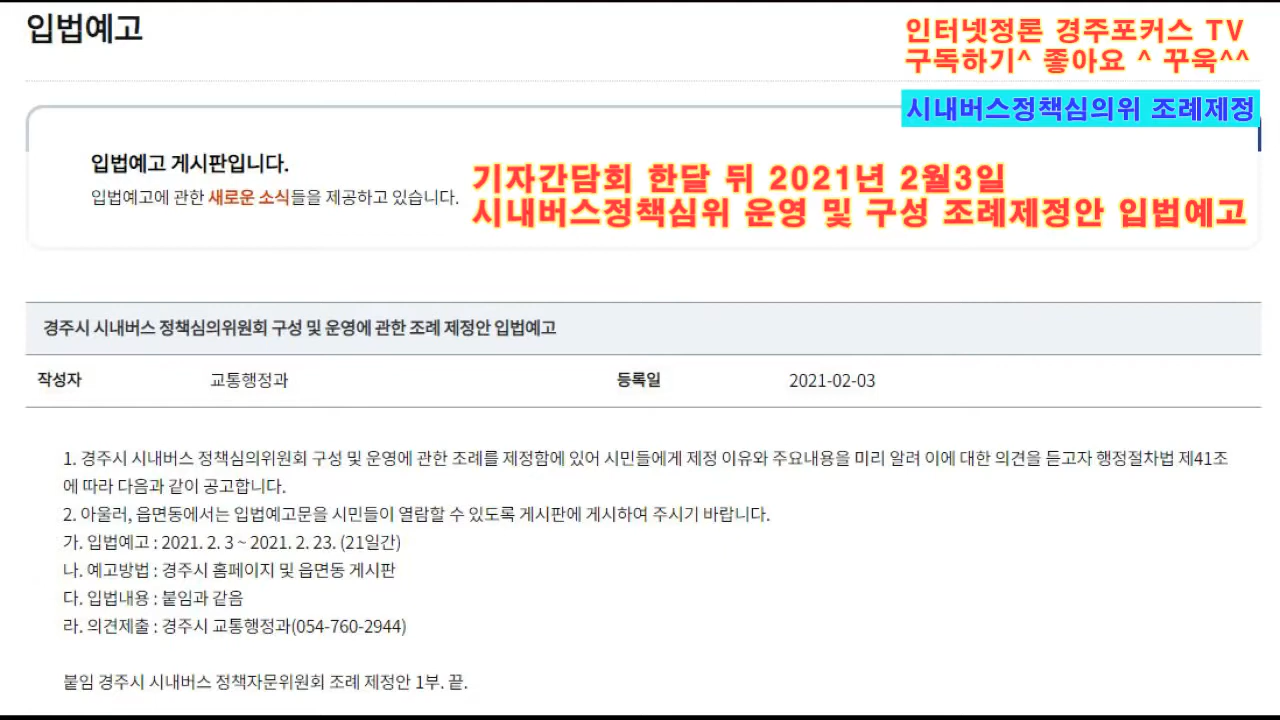 입법예고
인터넷정론 경주포커스 TV
구독하기^ 좋아요 ^ 꾸욱^^
시내버스정책심의위 조례제정
입법예고 게시판입니다.
입법예고에 관한 새로운 소식들을 제공하고 있습니다.
기자간담회 한달 뒤 2021년 2월3일
시내버스정책심위 운영 및 구성 조례제정안 입법예고
경주시 시내버스 정책심의위원회 구성 및 운영에 관한 조례 제정안 입법예고
작성자 교통행정과 등록일 2021-02-03
1. 경주시 시내버스 정책심의위원회 구성 및 운영에 관한 조례를 제정함에 있어 시민들에게 제정 이유와 주요내용을 미리 알려 이에 대한 의견을 듣고자 행정절차법 제41조
에 따라 다음과 같이 공고합니다.
2. 아울러, 읍면동에서는 입법예고문을 시민들이 열람할 수 있도록 게시판에 게시하여 주시기 바랍니다.
가. 입법예고 : 2021. 2. 3 ~ 2021. 2. 23. (21일간)
나. 예고방법 : 경주시 홈페이지 및 읍면동 게시판
다. 입법내용 : 붙임과 같음
라. 의견제출 : 경주시 교통행정과(054-760-2944)
붙임 경주시 시내버스 정책자문위원회 조례 제정안 1부. 끝.